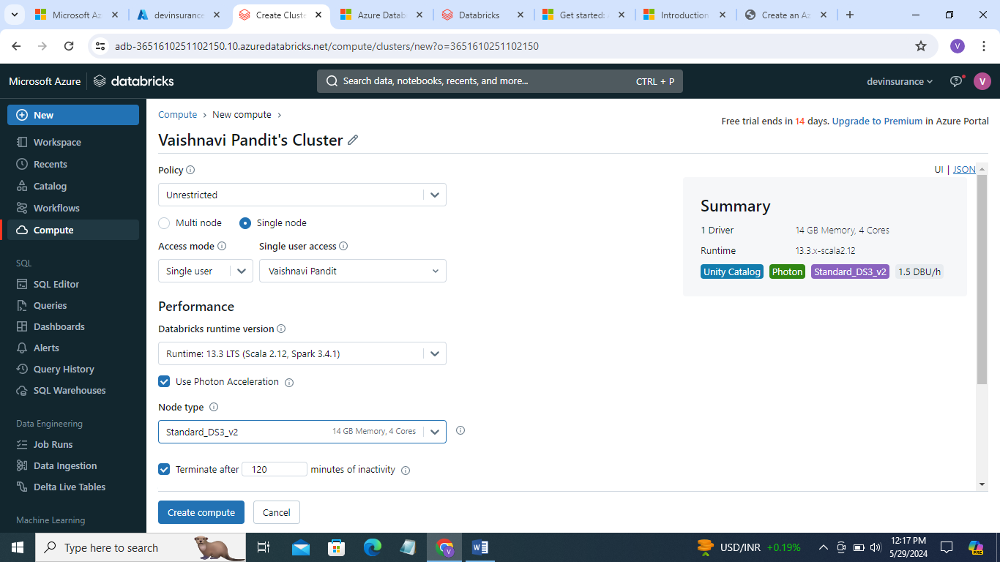 Microsoft Az
devinsurance
Create Cluste
Azure Datab
Databricks
Get started:
Introduction
Create an Az
adb-3651610251102150.10.azuredatabricks.net/compute/clusters/new?o=3651610251102150
V
Microsoft Azure
databricks
Search data, notebooks, recents, and more...
CTRL + P
devinsurance
V
New
Workspace
Recents
Catalog
Workflows
Compute
SQL
SQL Editor
Queries
Dashboards
Alerts
Query History
SQL Warehouses
Data Engineering
Job Runs
Data Ingestion
Delta Live Tables
Machine Learning
Compute > New compute >
Free trial ends in 14 days. Upgrade to Premium in Azure Portal
Vaishnavi Pandit's Cluster
UI | JSON
Policy
Unrestricted
Multi node Single node
Access mode Single user access
Single user Vaishnavi Pandit
Performance
Databricks runtime version
Runtime: 13.3 LTS (Scala 2.12, Spark 3.4.1)
Use Photon Acceleration
Node type
Standard_DS3_v2 14 GB Memory, 4 Cores
Terminate after 120 minutes of inactivity
Create compute Cancel
Summary
1 Driver 14 GB Memory, 4 Cores
Runtime 13.3.x-scala2.12
Unity Catalog Photon Standard_DS3_v2 1.5 DBU/h
Type here to search
V
USD/INR +0.19%
12:17 PM
5/29/2024
PRE